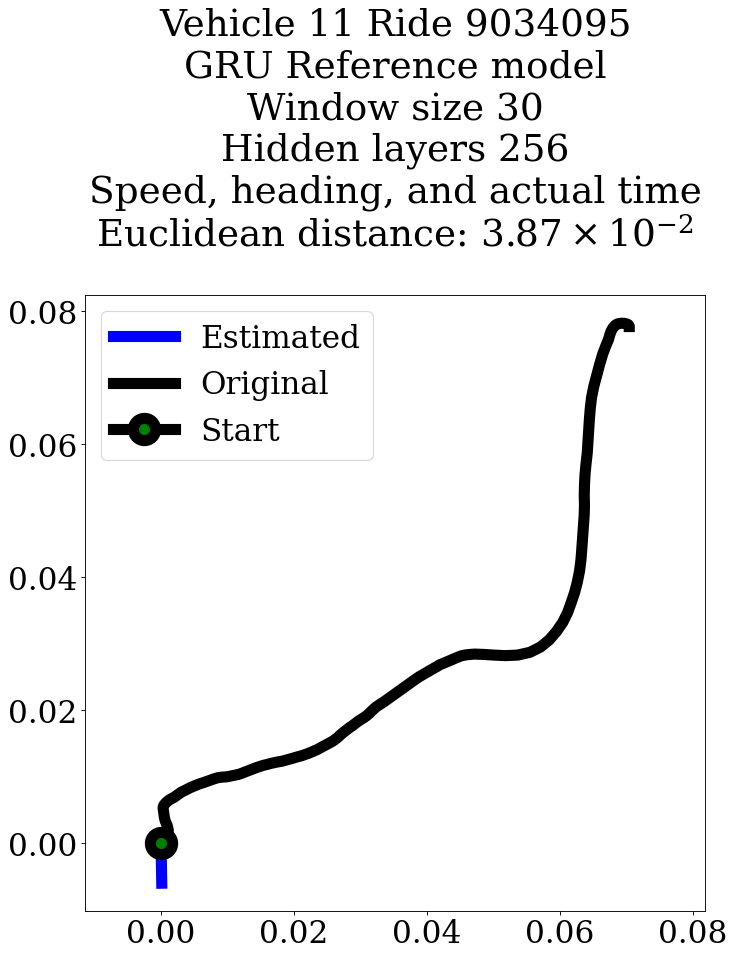 Vehicle 11 Ride 9034095
GRU Reference model
Window size 30
Hidden layers 256
Speed, heading, and actual time
Euclidean distance: 3.87 × 10⁻²
Estimated
Original
Start
0.08
0.06
0.04
0.02
0.00
0.00 0.02 0.04 0.06 0.08